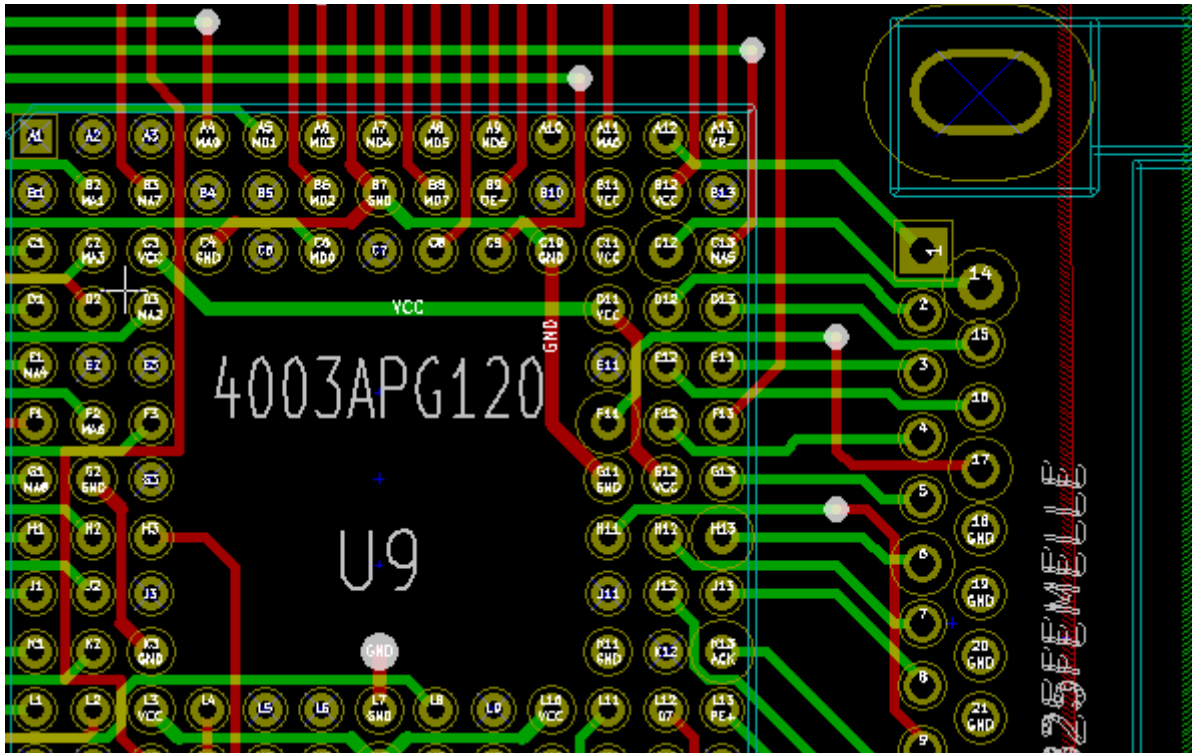 A1 A2 A3 A4 MA9 A5 MD1 A6 MD3 A7 MD4 A8 MD5 A9 MD6 A10 A11 A12 A13 VR-
B1 B2 MA1 B3 MA7 B4 B5 B6 MD2 B7 GND B8 MD7 B9 OE- B10 B11 VCC B12 VCC B13
C1 C2 MA3 C3 VCC C4 GND C6 MD0 C7 C8 C9 C10 GND C11 VCC C12 C13 MA5
1
14
D1 D2 D3 MA2 VCC D11 VCC D12 D13
2
GND
15
E1 MA4 E2 E3 E11 E12 E13
3
4003APG120
16
F1 F2 MA6 F3 F11 F12 F13
4
17
G1 G2 GND G3 G11 GND G12 VCC G13
5
18 GND
H1 H2 H3 H11 H12 H13
6
U9
19 GND
J1 J2 J3 J11 J12 J13
7
K1 K2 K3 GND GND K11 GND K12 K13 ACK
20 GND
8
L1 L2 L3 VCC L4 L5 L6 L7 GND L8 L9 L10 VCC L11 L12 D7 L13 PE+
21 GND
9